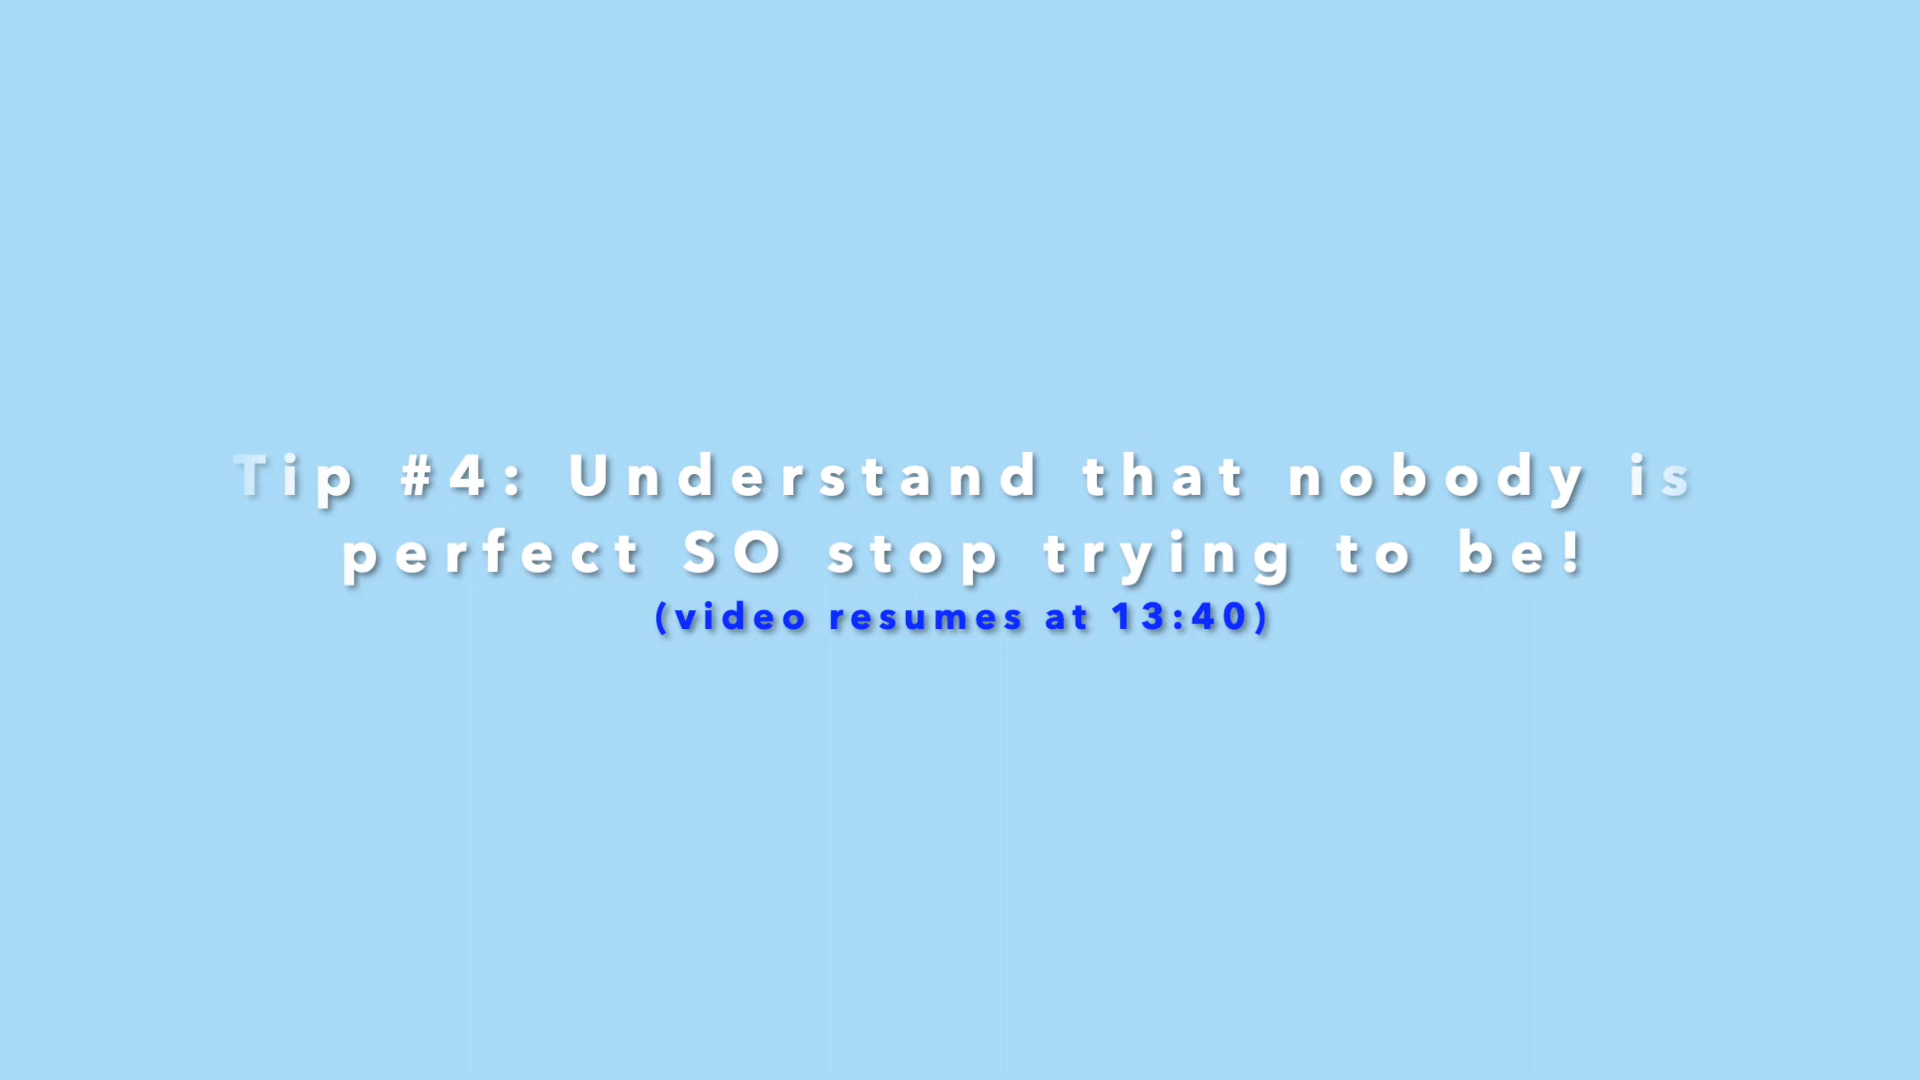 Tip #4: Understand that nobody is
perfect SO stop trying to be!
(video resumes at 13:40)